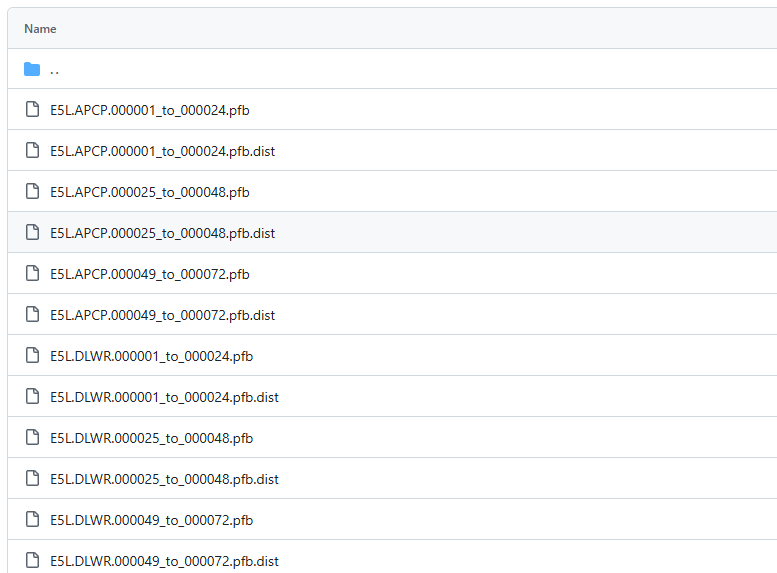 Name
..
E5L.APCP.000001_to_000024.pfb
E5L.APCP.000001_to_000024.pfb.dist
E5L.APCP.000025_to_000048.pfb
E5L.APCP.000025_to_000048.pfb.dist
E5L.APCP.000049_to_000072.pfb
E5L.APCP.000049_to_000072.pfb.dist
E5L.DLWR.000001_to_000024.pfb
E5L.DLWR.000001_to_000024.pfb.dist
E5L.DLWR.000025_to_000048.pfb
E5L.DLWR.000025_to_000048.pfb.dist
E5L.DLWR.000049_to_000072.pfb
E5L.DLWR.000049_to_000072.pfb.dist